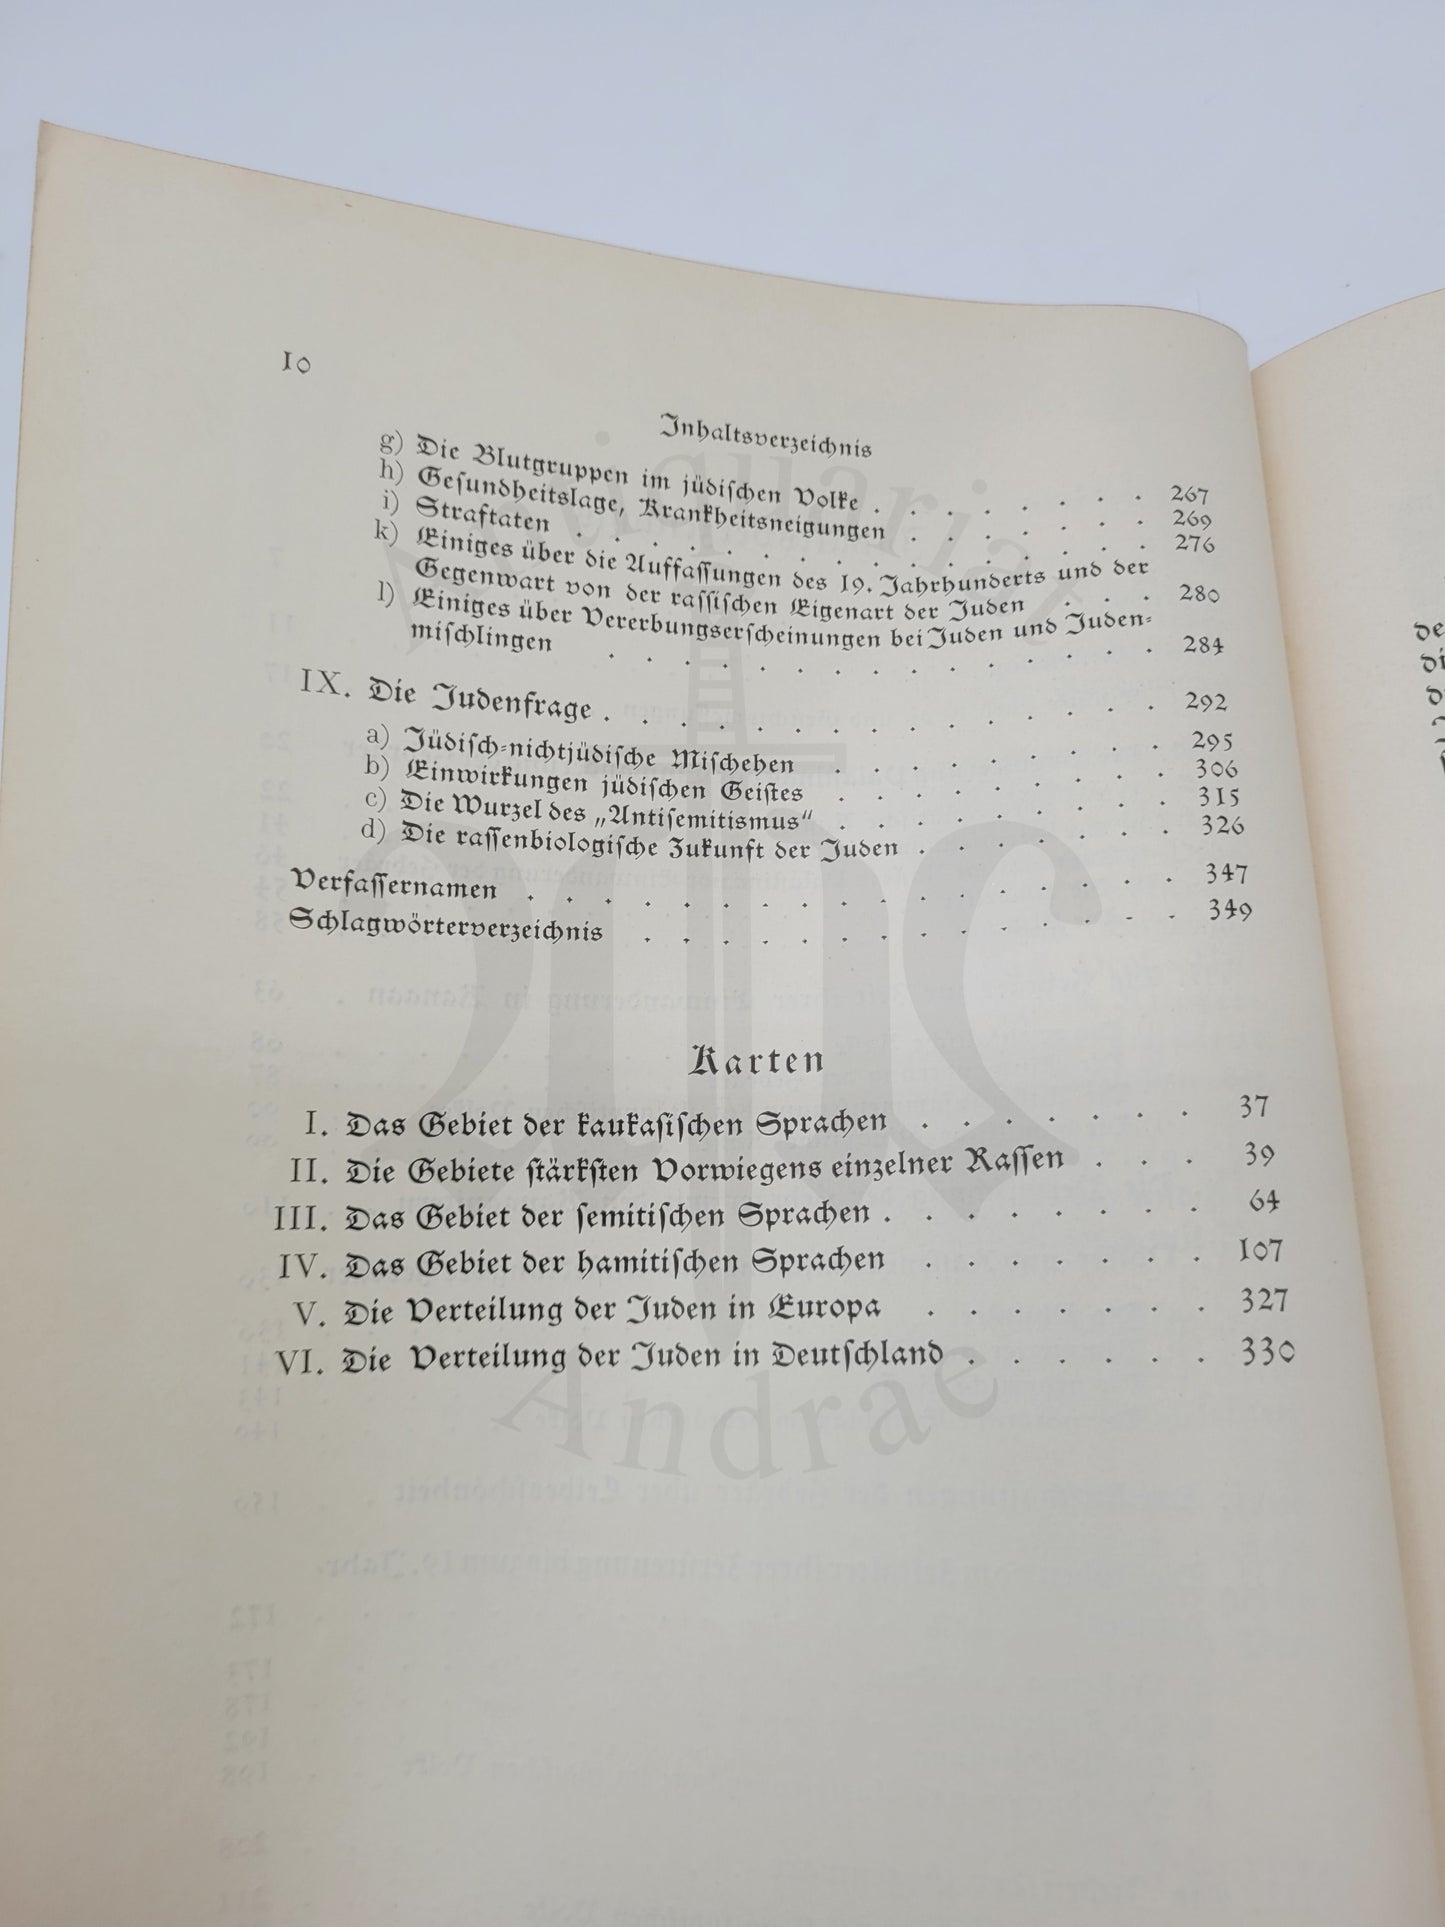 10
Inhaltsverzeichnis
g) Die Blutgruppen im jüdischen Volke . . . . . . . . 267
h) Gesundheitslage, Krankheitsneigungen . . . . . . . 269
i) Straftaten . . . . . . . . . . . . . . . 276
k) Einiges über die Auffassungen des 19. Jahrhunderts und der
Gegenwart von der rassischen Eigenart der Juden . . . 280
l) Einiges über Vererbungserscheinungen bei Juden und Juden-
mischlingen . . . . . . . . . . . . . . . 284
IX. Die Judenfrage . . . . . . . . . . . . . . . 292
a) Jüdisch-nichtjüdische Mischehen . . . . . . . . . 295
b) Einwirkungen jüdischen Geistes . . . . . . . . . 306
c) Die Wurzel des „Antisemitismus“ . . . . . . . . . 315
d) Die rassenbiologische Zukunft der Juden . . . . . . . 326
Verfassernamen . . . . . . . . . . . . . . . . . 347
Schlagwörterverzeichnis . . . . . . . . . . . . . . 349
Karten
I. Das Gebiet der kaukasischen Sprachen . . . . . . . 37
II. Die Gebiete stärksten Vorwiegens einzelner Rassen . . . 39
III. Das Gebiet der semitischen Sprachen . . . . . . . . . 64
IV. Das Gebiet der hamitischen Sprachen . . . . . . . 107
V. Die Verteilung der Juden in Europa . . . . . . . 327
VI. Die Verteilung der Juden in Deutschland . . . . . . 330
Antiquariat
Andrae